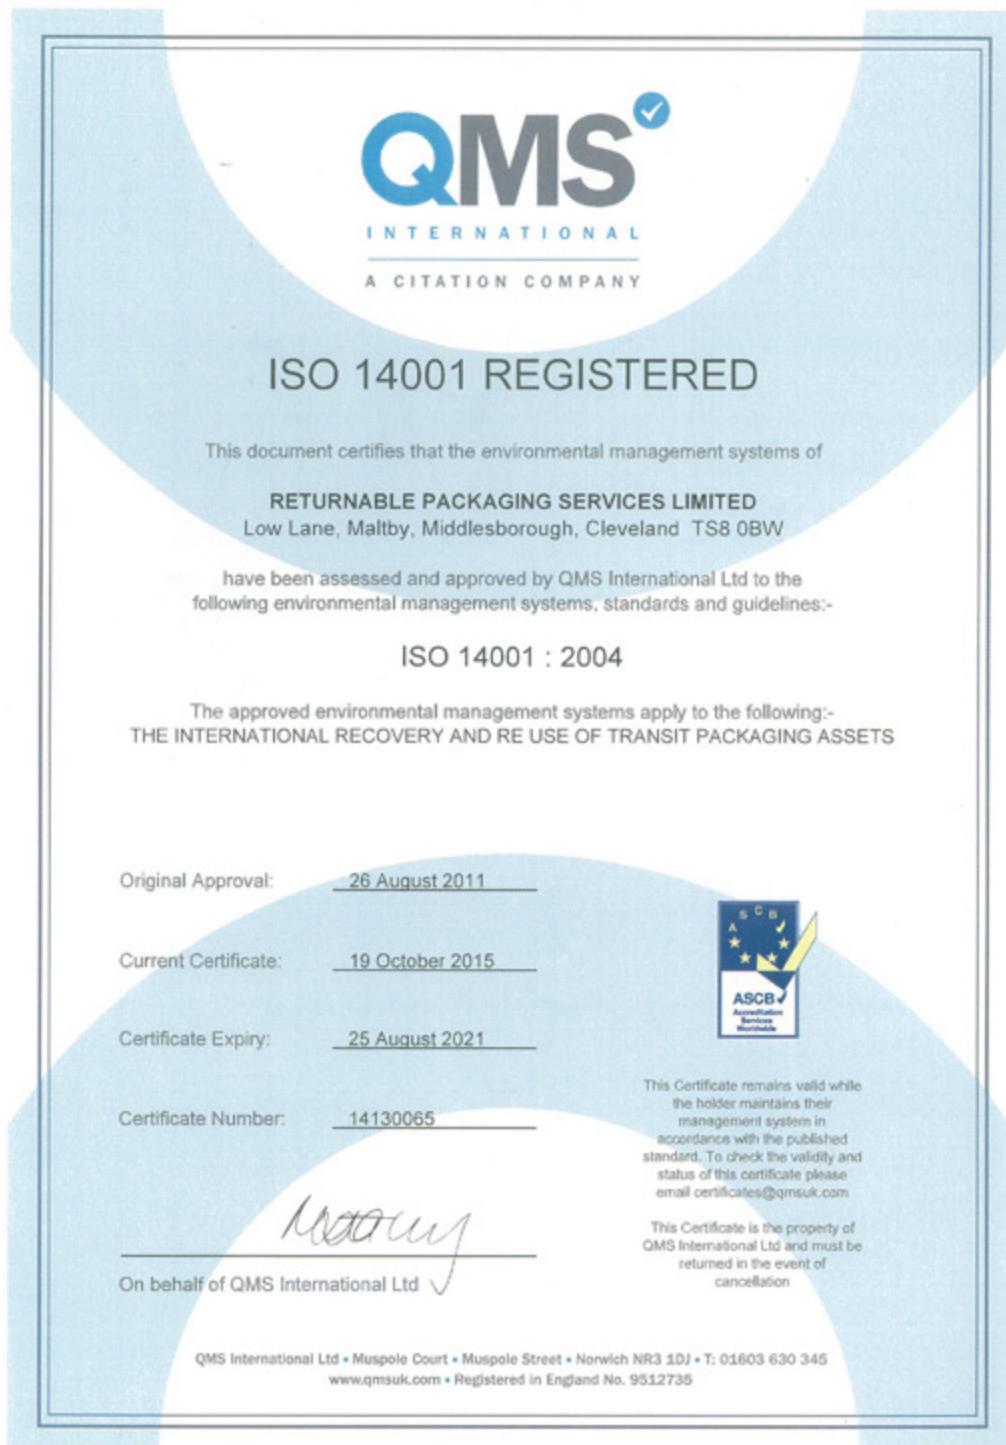 QMS
INTERNATIONAL
A CITATION COMPANY
ISO 14001 REGISTERED
This document certifies that the environmental management systems of
RETURNABLE PACKAGING SERVICES LIMITED
Low Lane, Maltby, Middlesborough, Cleveland TS8 0BW
have been assessed and approved by QMS International Ltd to the
following environmental management systems, standards and guidelines:-
ISO 14001 : 2004
The approved environmental management systems apply to the following:-
THE INTERNATIONAL RECOVERY AND RE USE OF TRANSIT PACKAGING ASSETS
Original Approval: 26 August 2011
Current Certificate: 19 October 2015
Certificate Expiry: 25 August 2021
Certificate Number: 14130065
A S C B
ASCB
Accreditation
Services
Worldwide
This Certificate remains valid while
the holder maintains their
management system in
accordance with the published
standard. To check the validity and
status of this certificate please
email certificates@qmsuk.com
This Certificate is the property of
QMS International Ltd and must be
returned in the event of
cancellation
On behalf of QMS International Ltd
QMS International Ltd • Muspole Court • Muspole Street • Norwich NR3 1DJ • T: 01603 630 345
www.qmsuk.com • Registered in England No. 9512735